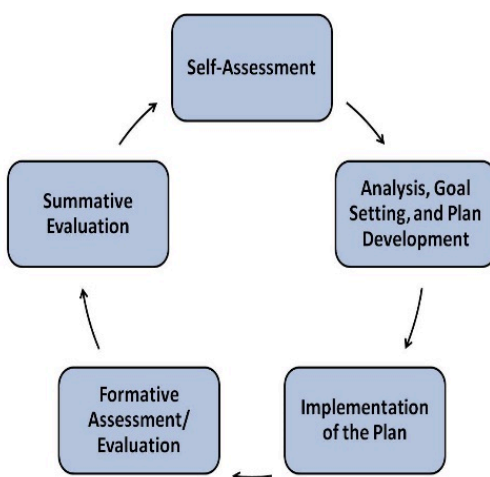 Self-Assessment
Analysis, Goal
Setting, and Plan
Development
Implementation
of the Plan
Formative
Assessment/
Evaluation
Summative
Evaluation